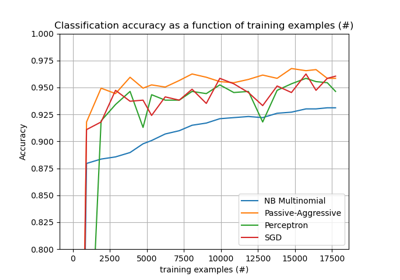 Classification accuracy as a function of training examples (#)
1.000
0.975
0.950
0.925
0.900
0.875
0.850
0.825
0.800
Accuracy
NB Multinomial
Passive-Aggressive
Perceptron
SGD
0 2500 5000 7500 10000 12500 15000 17500
training examples (#)